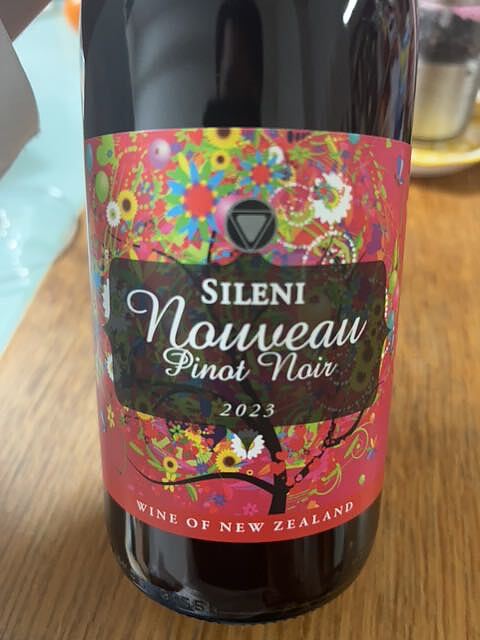 SILENI
Nouveau
Pinot Noir
2023
WINE OF NEW ZEALAND